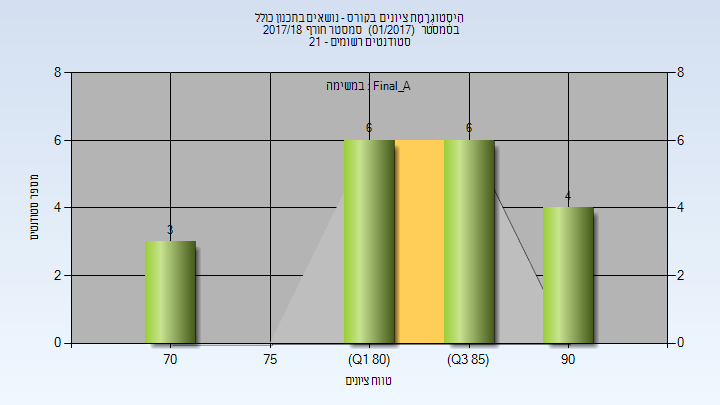 היסטוגרמת ציונים בקורס - נושאים בתכנון כולל
בסמסטר (01/2017) סמסטר חורף 2017/18
סטודנטים רשומים - 21
במשימה : Final_A
8 8
6 6
4 4
2 2
0 0
3 6 6 4
מספר סטודנטים
70 75 (Q1 80) (Q3 85) 90
טווח ציונים